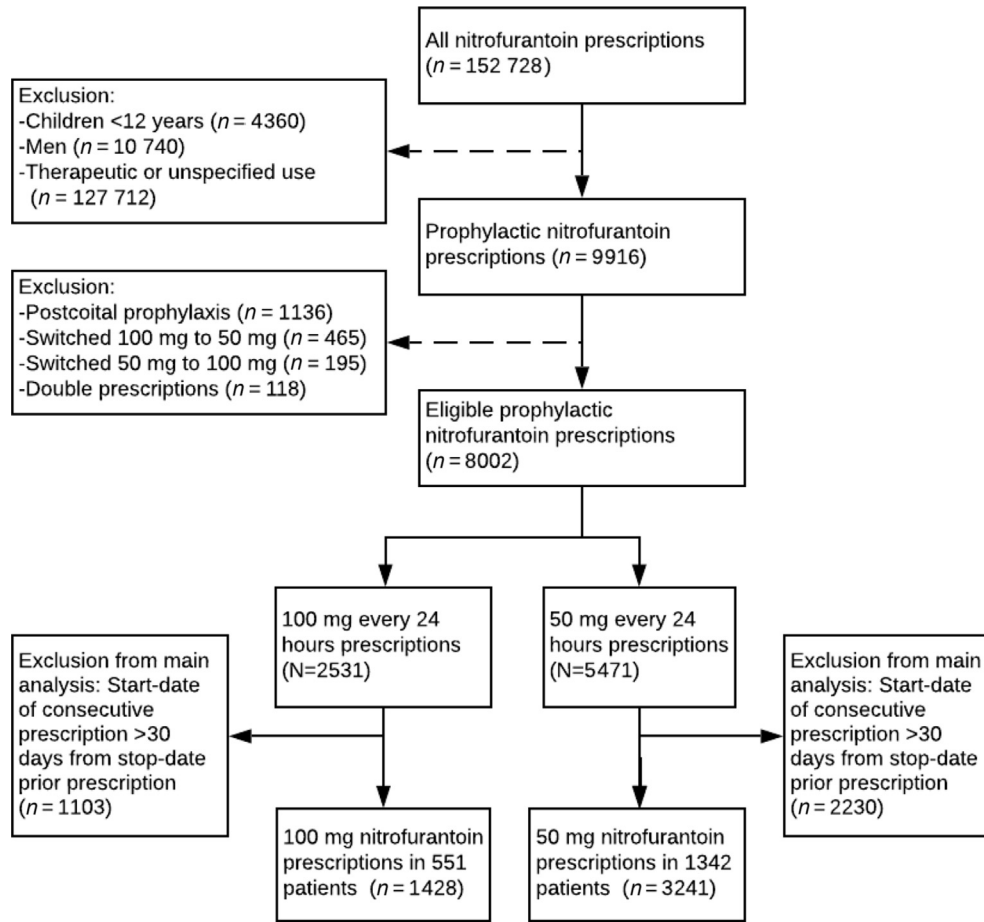 All nitrofurantoin prescriptions
(n = 152 728)
Exclusion:
-Children <12 years (n = 4360)
-Men (n = 10 740)
-Therapeutic or unspecified use
(n = 127 712)
Prophylactic nitrofurantoin
prescriptions (n = 9916)
Exclusion:
-Postcoital prophylaxis (n = 1136)
-Switched 100 mg to 50 mg (n = 465)
-Switched 50 mg to 100 mg (n = 195)
-Double prescriptions (n = 118)
Eligible prophylactic
nitrofurantoin prescriptions
(n = 8002)
100 mg every 24
hours prescriptions
(N=2531)
50 mg every 24
hours prescriptions
(N=5471)
Exclusion from main
analysis: Start-date
of consecutive
prescription >30
days from stop-date
prior prescription
(n = 1103)
Exclusion from main
analysis: Start-date
of consecutive
prescription >30
days from stop-date
prior prescription
(n = 2230)
100 mg nitrofurantoin
prescriptions in 551
patients (n = 1428)
50 mg nitrofurantoin
prescriptions in 1342
patients (n = 3241)